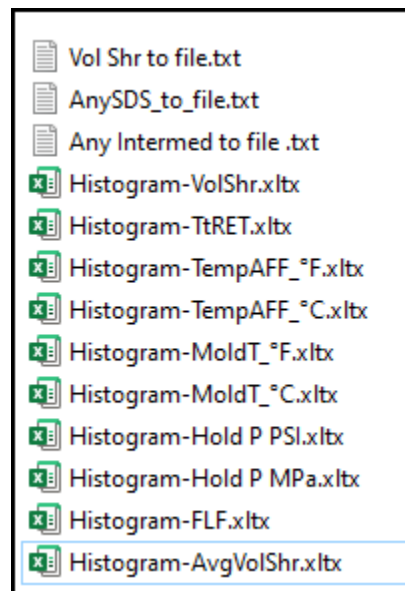 Vol Shr to file.txt
AnySDS_to_file.txt
Any Intermed to file .txt
Histogram-VolShr.xltx
Histogram-TtRET.xltx
Histogram-TempAFF_°F.xltx
Histogram-TempAFF_°C.xltx
Histogram-MoldT_°F.xltx
Histogram-MoldT_°C.xltx
Histogram-Hold P PSI.xltx
Histogram-Hold P MPa.xltx
Histogram-FLF.xltx
Histogram-AvgVolShr.xltx